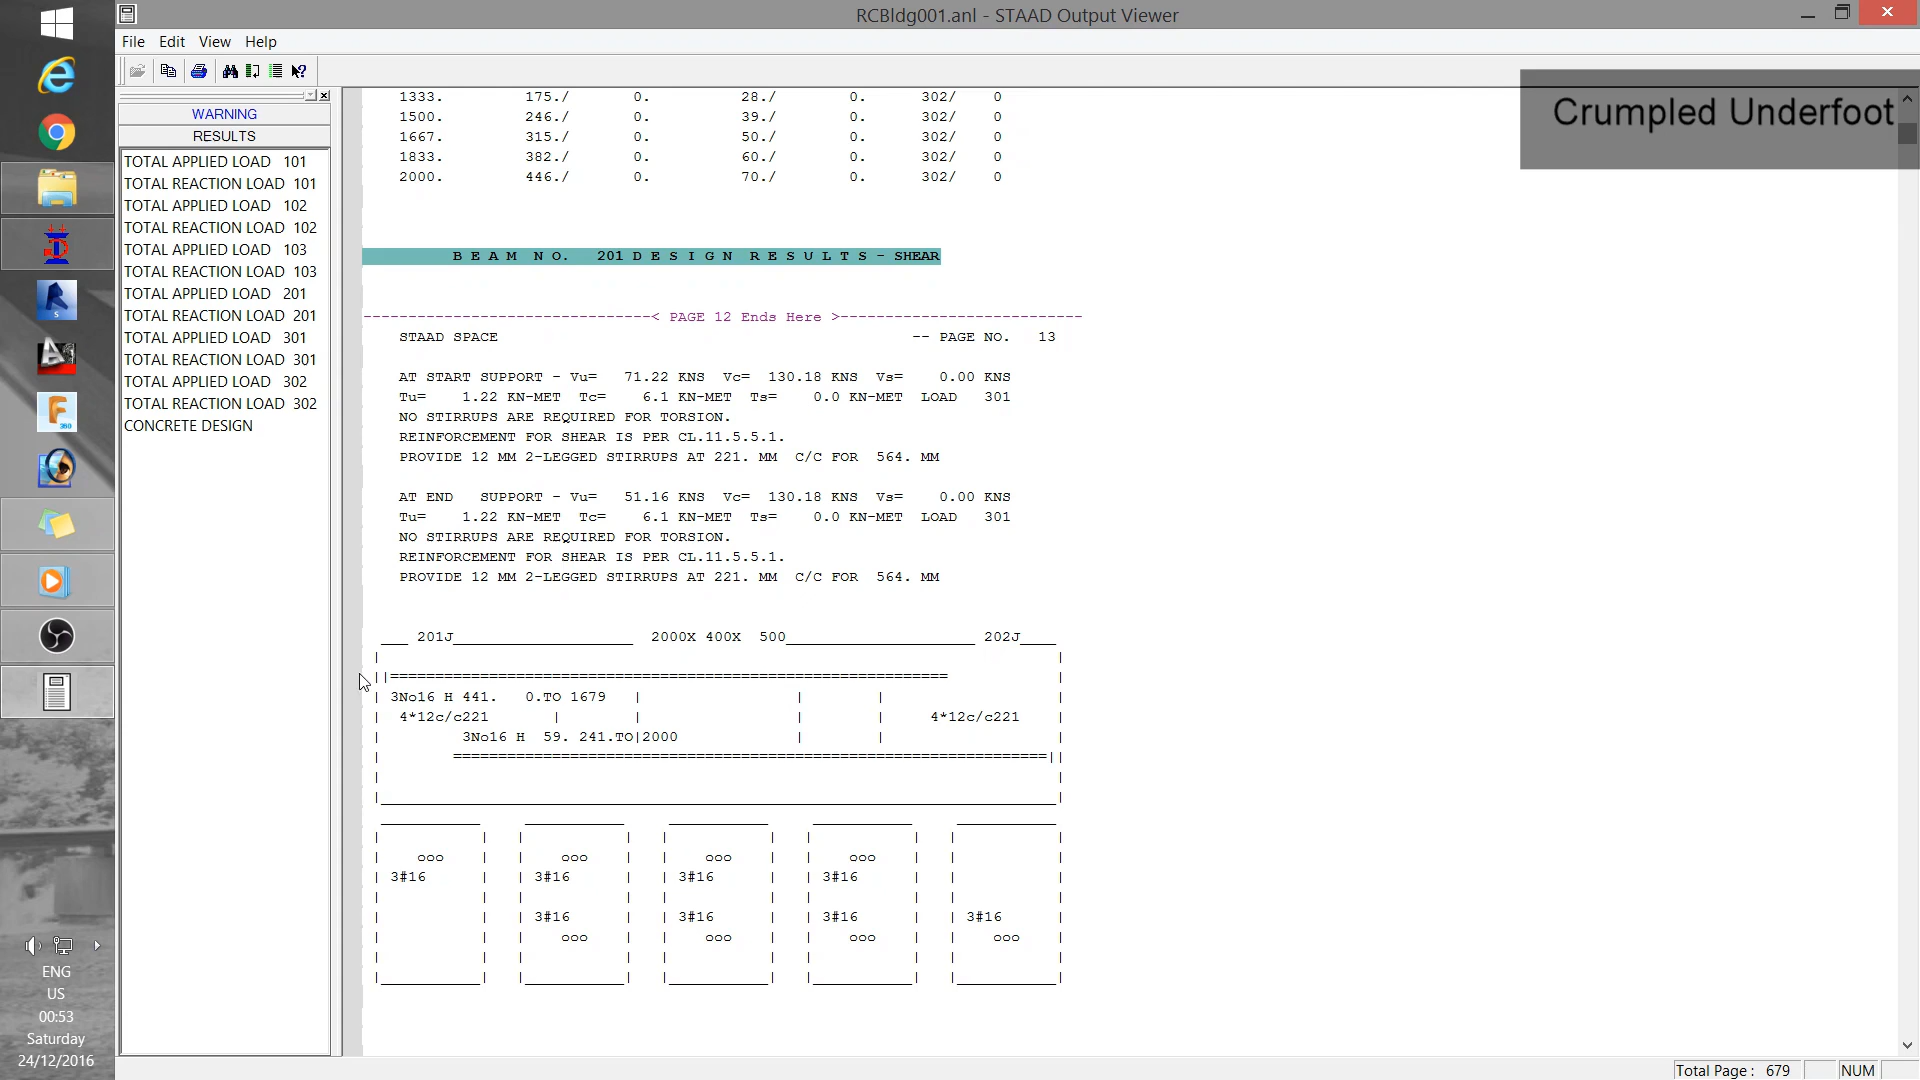 RCBldg001.anl - STAAD Output Viewer
File Edit View Help
Crumpled Underfoot
WARNING
RESULTS
TOTAL APPLIED LOAD 101
TOTAL REACTION LOAD 101
TOTAL APPLIED LOAD 102
TOTAL REACTION LOAD 102
TOTAL APPLIED LOAD 103
TOTAL REACTION LOAD 103
TOTAL APPLIED LOAD 201
TOTAL REACTION LOAD 201
TOTAL APPLIED LOAD 301
TOTAL REACTION LOAD 301
TOTAL APPLIED LOAD 302
TOTAL REACTION LOAD 302
CONCRETE DESIGN
1333. 175./ 0. 28./ 0. 302/ 0
1500. 246./ 0. 39./ 0. 302/ 0
1667. 315./ 0. 50./ 0. 302/ 0
1833. 382./ 0. 60./ 0. 302/ 0
2000. 446./ 0. 70./ 0. 302/ 0
B E A M N O. 201 D E S I G N R E S U L T S - SHEAR
--------------------------------< PAGE 12 Ends Here >---------------------------
STAAD SPACE -- PAGE NO. 13
AT START SUPPORT - Vu= 71.22 KNS Vc= 130.18 KNS Vs= 0.00 KNS
Tu= 1.22 KN-MET Tc= 6.1 KN-MET Ts= 0.0 KN-MET LOAD 301
NO STIRRUPS ARE REQUIRED FOR TORSION.
REINFORCEMENT FOR SHEAR IS PER CL.11.5.5.1.
PROVIDE 12 MM 2-LEGGED STIRRUPS AT 221. MM C/C FOR 564. MM
AT END SUPPORT - Vu= 51.16 KNS Vc= 130.18 KNS Vs= 0.00 KNS
Tu= 1.22 KN-MET Tc= 6.1 KN-MET Ts= 0.0 KN-MET LOAD 301
NO STIRRUPS ARE REQUIRED FOR TORSION.
REINFORCEMENT FOR SHEAR IS PER CL.11.5.5.1.
PROVIDE 12 MM 2-LEGGED STIRRUPS AT 221. MM C/C FOR 564. MM
___ 201J____________________ 2000X 400X 500_____________________ 202J____
||==============================================================
| 3No16 H 441. 0.TO 1679 | | | |
| 4*12c/c221 | | | | 4*12c/c221 |
| 3No16 H 59. 241.TO|2000 | | |
==================================================================||
ooo ooo ooo ooo
3#16 3#16 3#16 3#16
3#16 3#16 3#16 3#16
ooo ooo ooo ooo
ENG
US
00:53
Saturday
24/12/2016
Total Page : 679 NUM